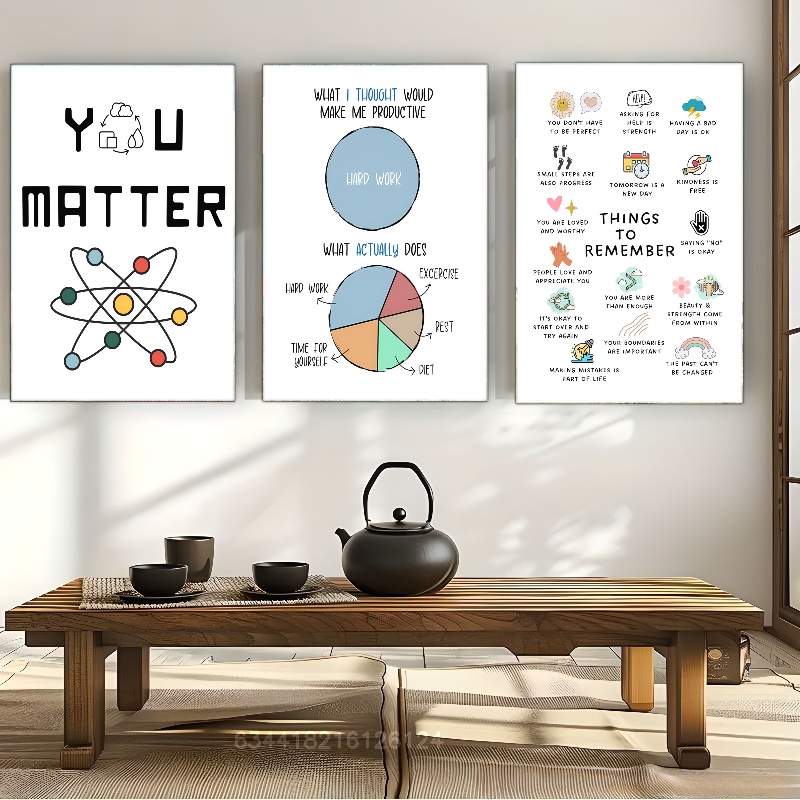 YOU
MATTER
WHAT I THOUGHT WOULD
MAKE ME PRODUCTIVE
HARD WORK
WHAT ACTUALLY DOES
HARD WORK
EXCERCISE
REST
DIET
TIME FOR
YOURSELF
YOU DON'T HAVE
TO BE PERFECT
HELP!
ASKING FOR
HELP IS
STRENGTH
HAVING A BAD
DAY IS OK
SMALL STEPS ARE
ALSO PROGRESS
TOMORROW IS A
NEW DAY
KINDNESS IS
FREE
YOU ARE LOVED
AND WORTHY
THINGS
TO
REMEMBER
SAYING "NO"
IS OKAY
PEOPLE LOVE AND
APPRECIATE YOU
YOU ARE MORE
THAN ENOUGH
BEAUTY &
STRENGTH COME
FROM WITHIN
IT'S OKAY TO
START OVER AND
TRY AGAIN
YOUR BOUNDARIES
ARE IMPORTANT
THE PAST CAN'T
BE CHANGED
MAKING MISTAKES IS
PART OF LIFE
634418216126124